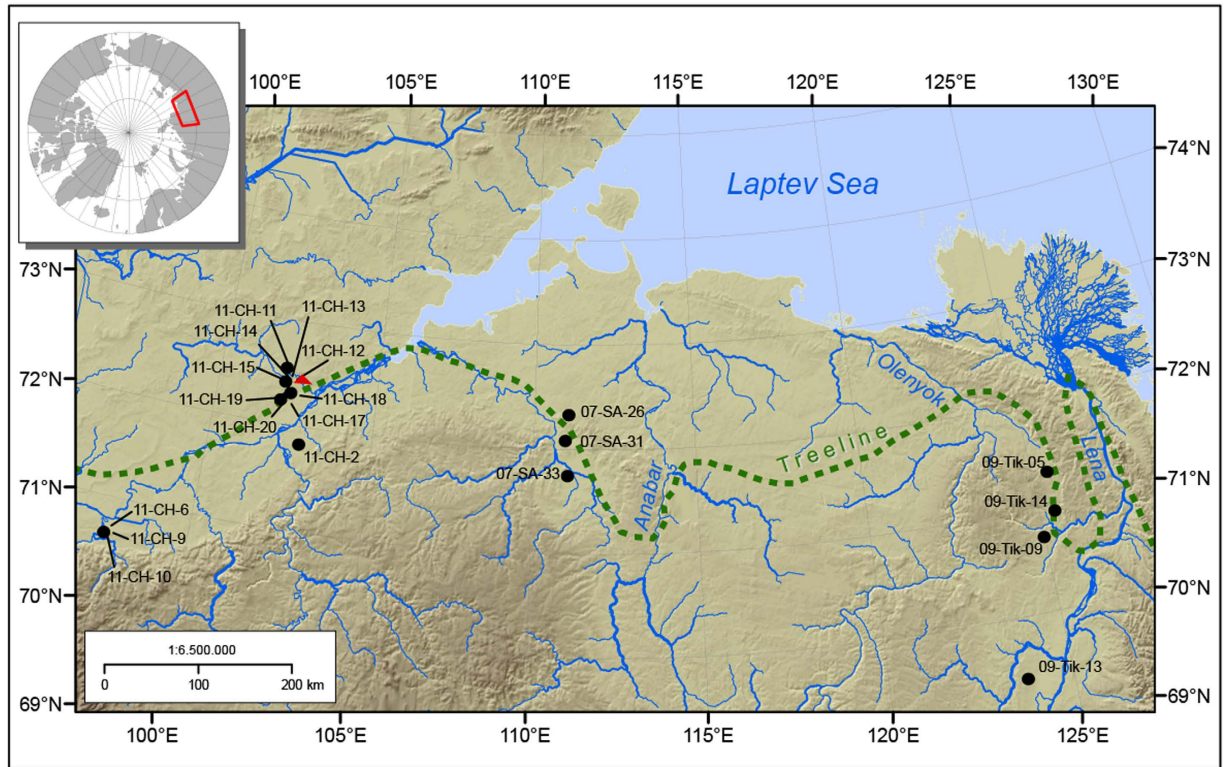 100°E
105°E
110°E
115°E
120°E
125°E
130°E
74°N
Laptev Sea
73°N
73°N
11-CH-11
11-CH-13
11-CH-14
11-CH-12
11-CH-15
72°N
72°N
Olenyok
11-CH-19
11-CH-18
11-CH-20
11-CH-17
07-SA-26
07-SA-31
11-CH-2
Treeline
Lena
07-SA-33
Anabar
09-Tik-05
71°N
71°N
11-CH-6
09-Tik-14
11-CH-9
09-Tik-09
11-CH-10
70°N
70°N
1:6.500.000
0 100 200 km
09-Tik-13
69°N
69°N
100°E
105°E
110°E
115°E
120°E
125°E